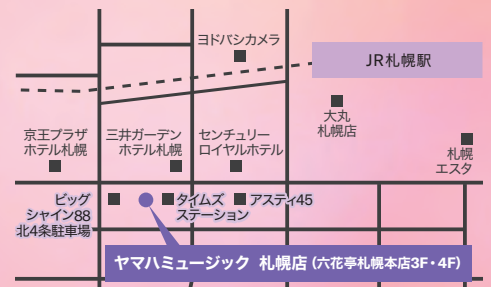 ヨドバシカメラ
JR札幌駅
大丸
札幌店
京王プラザ
ホテル札幌
三井ガーデン
ホテル札幌
センチュリー
ロイヤルホテル
札幌
エスタ
ビッグ
シャイン88
北4条駐車場
タイムズ
ステーション
アスティ45
ヤマハミュージック 札幌店（六花亭札幌本店3F・4F）